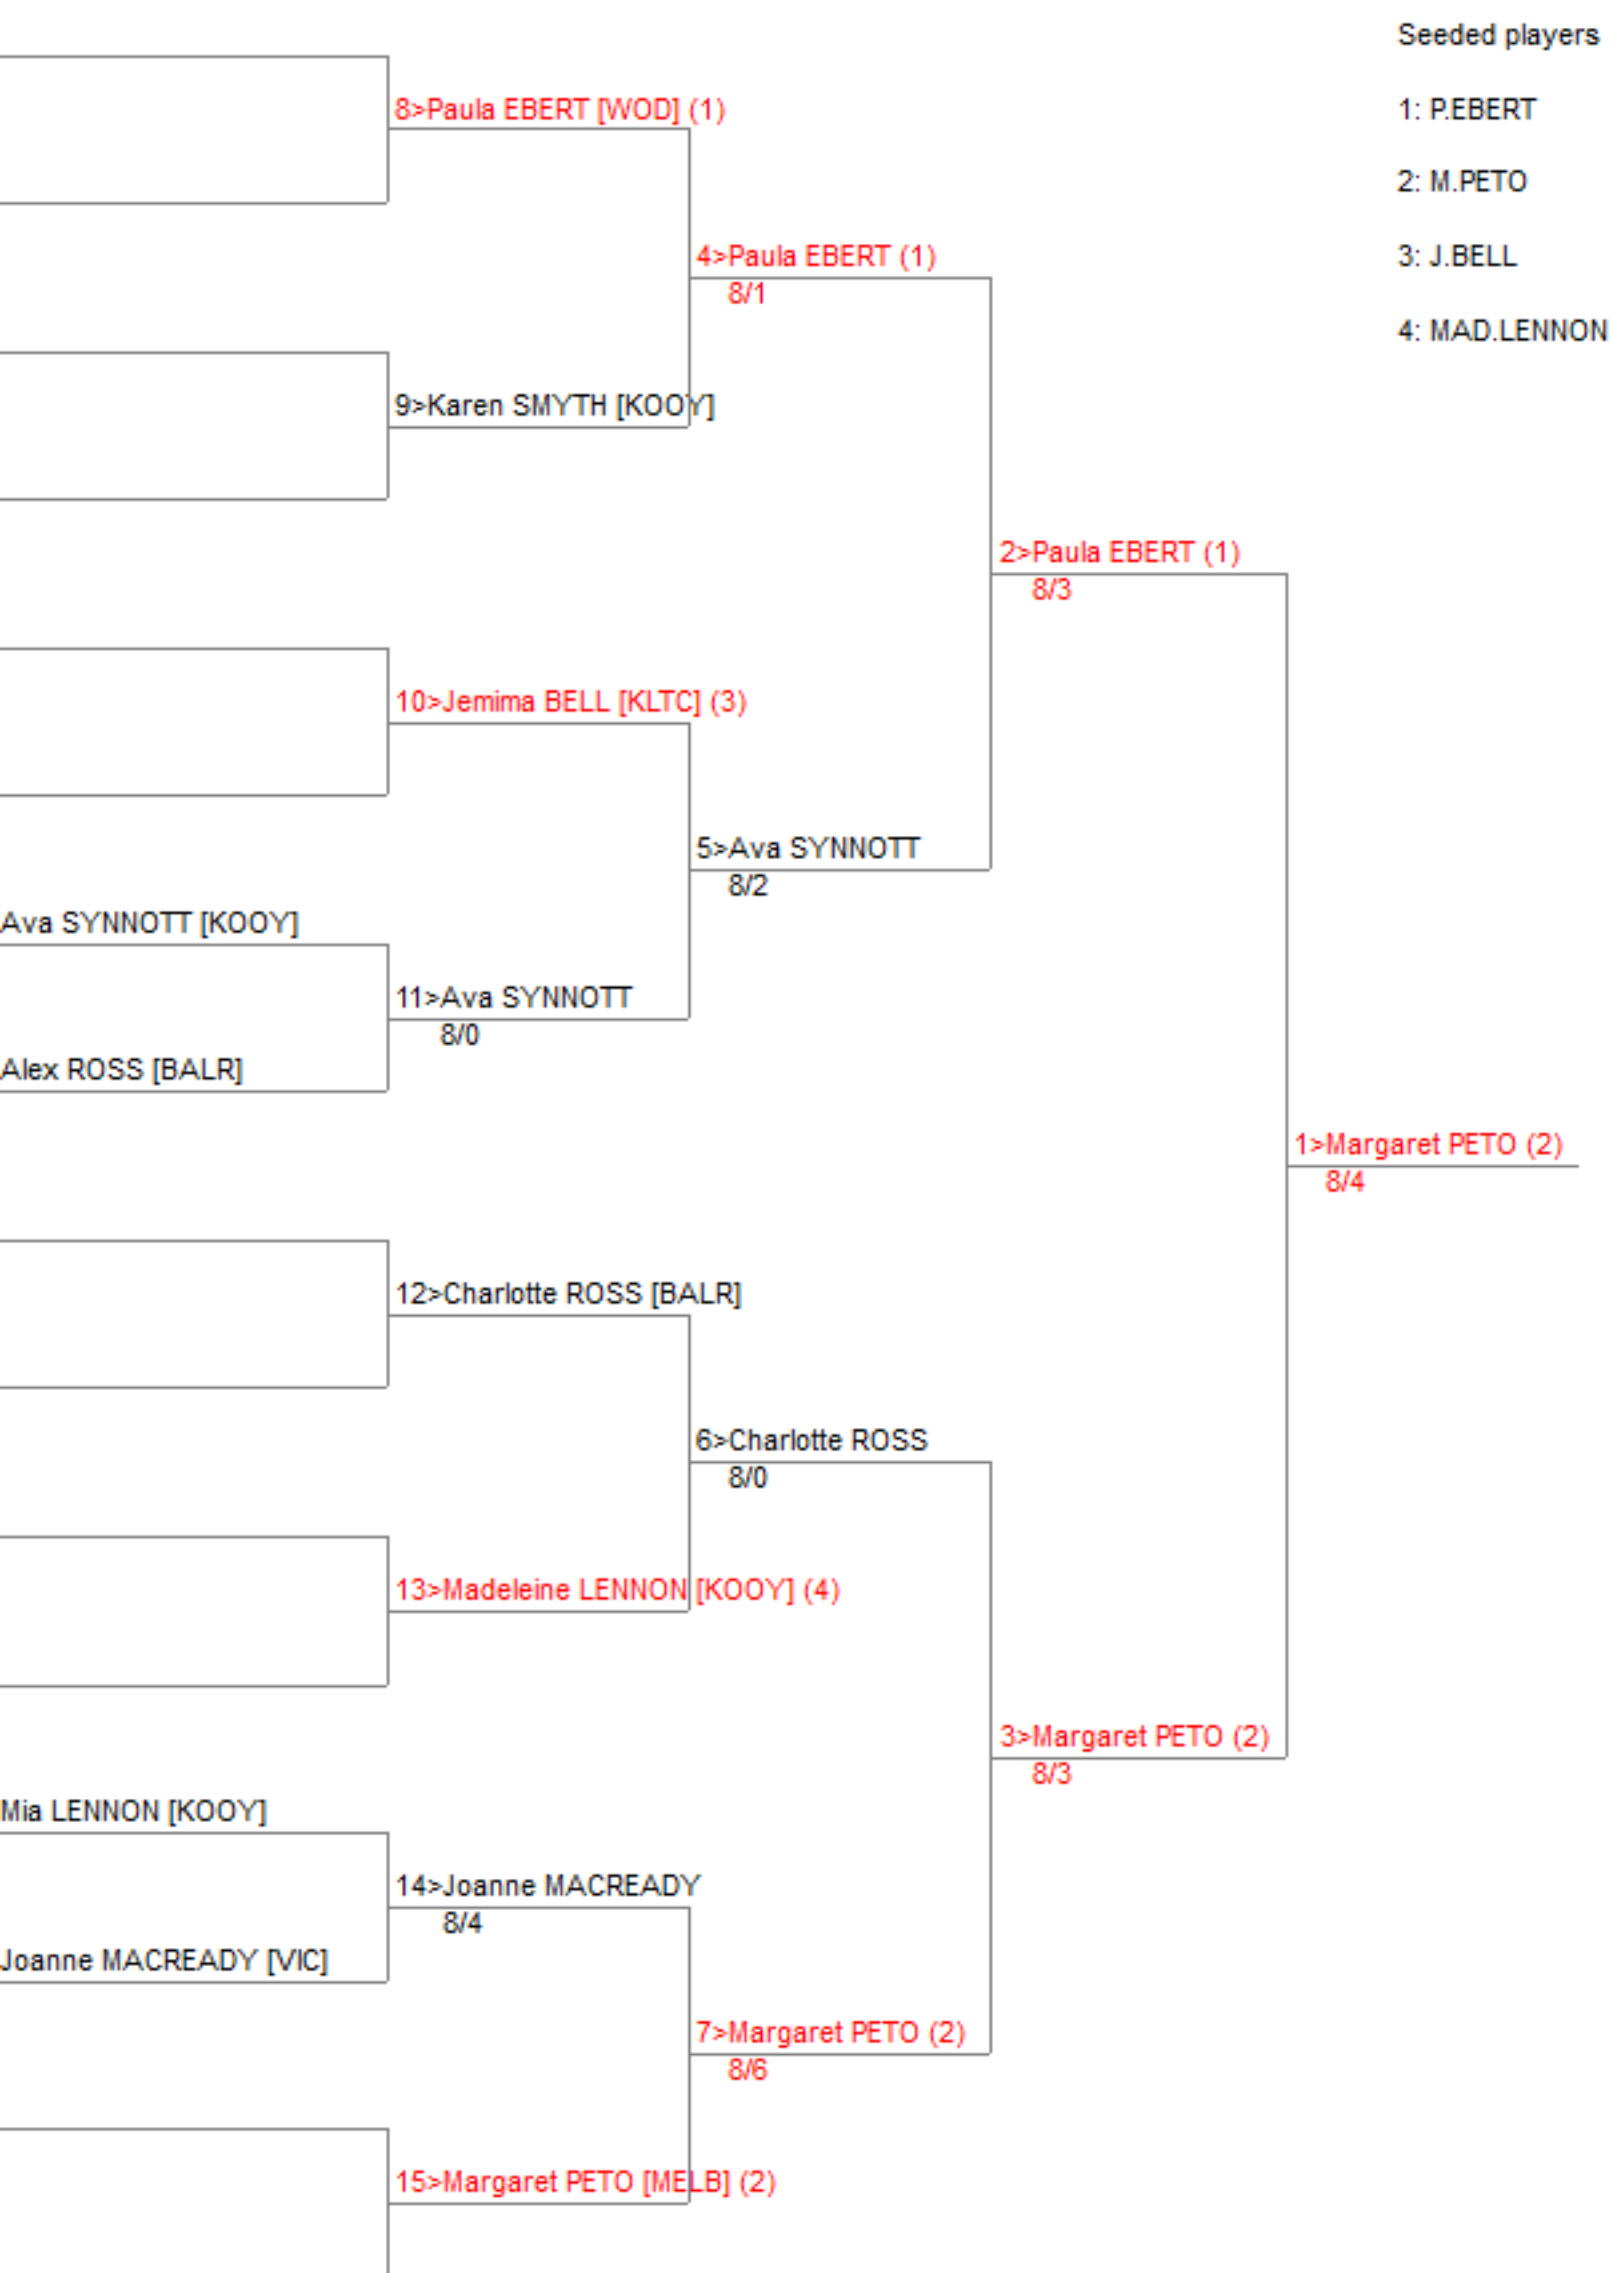 Seeded players
8>Paula EBERT [WOD] (1)
1: P.EBERT
2: M.PETO
4>Paula EBERT (1)
3: J.BELL
8/1
4: MAD.LENNON
9>Karen SMYTH [KOOY]
2>Paula EBERT (1)
8/3
10>Jemima BELL [KLTC] (3)
5>Ava SYNNOTT
8/2
Ava SYNNOTT [KOOY]
11>Ava SYNNOTT
8/0
Alex ROSS [BALR]
1>Margaret PETO (2)
8/4
12>Charlotte ROSS [BALR]
6>Charlotte ROSS
8/0
13>Madeleine LENNON [KOOY] (4)
3>Margaret PETO (2)
8/3
Mia LENNON [KOOY]
14>Joanne MACREADY
8/4
Joanne MACREADY [VIC]
7>Margaret PETO (2)
8/6
15>Margaret PETO [MELB] (2)